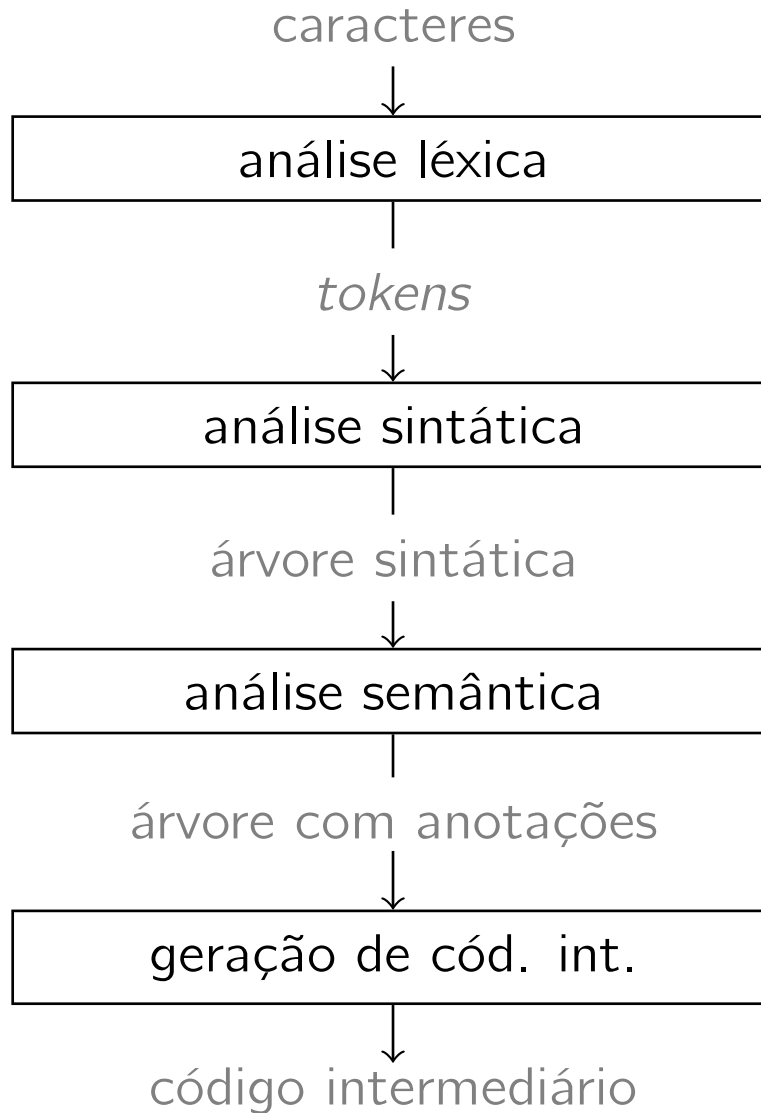 caracteres
análise léxica
tokens
análise sintática
árvore sintática
análise semântica
árvore com anotações
geração de cód. int.
código intermediário